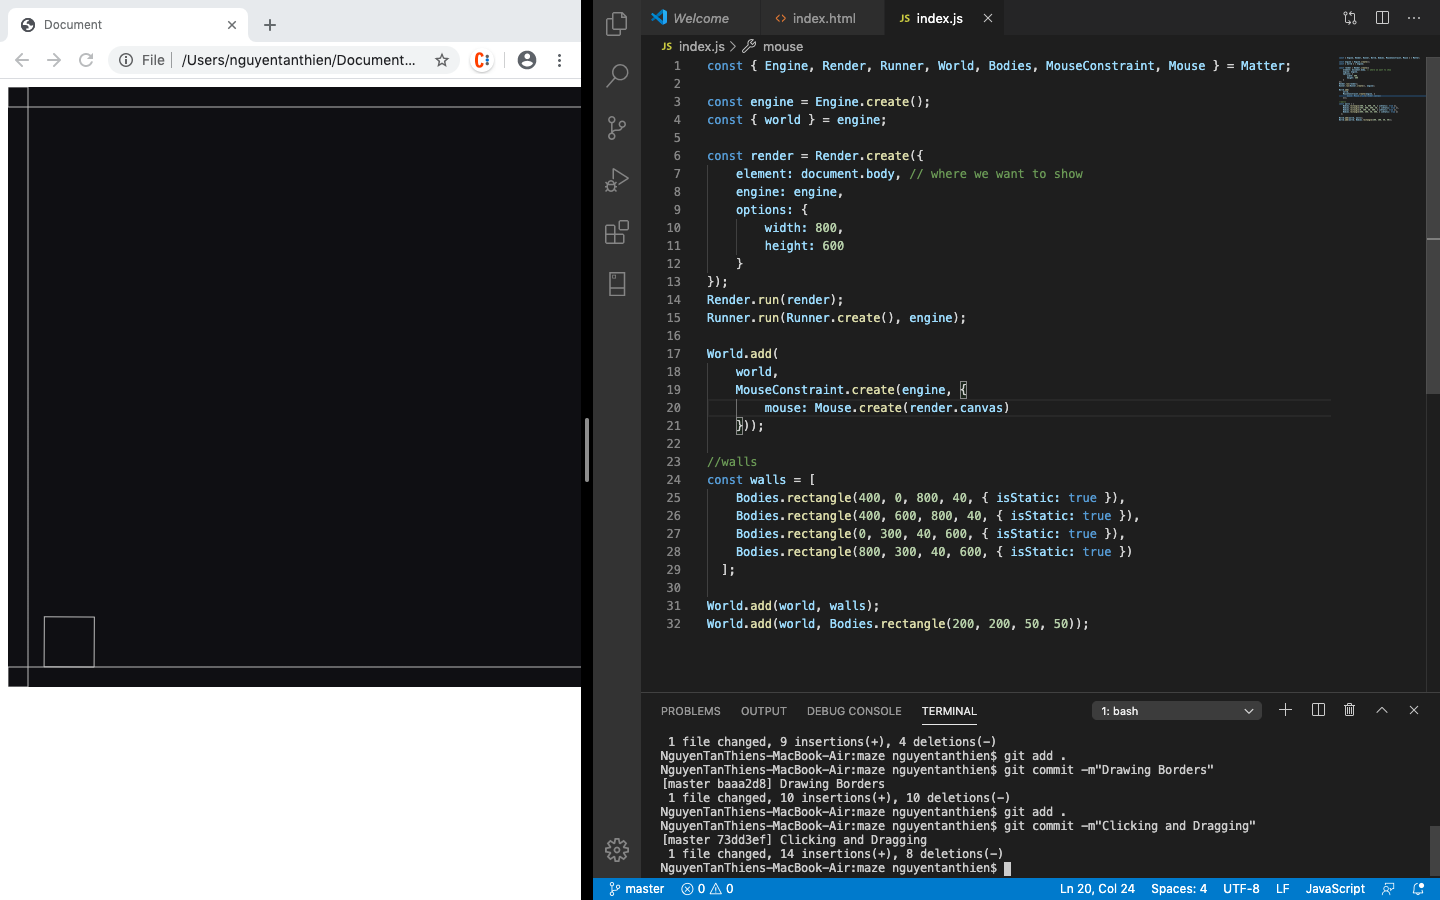 Document
File
/Users/nguyentanthien/Document...
Welcome
index.html
JS index.js
JS index.js > mouse
1 const { Engine, Render, Runner, World, Bodies, MouseConstraint, Mouse } = Matter;
2
3 const engine = Engine.create();
4 const { world } = engine;
5
6 const render = Render.create({
7 element: document.body, // where we want to show
8 engine: engine,
9 options: {
10 width: 800,
11 height: 600
12 }
13 });
14 Render.run(render);
15 Runner.run(Runner.create(), engine);
16
17 World.add(
18 world,
19 MouseConstraint.create(engine, {
20 mouse: Mouse.create(render.canvas)
21 }));
22
23 //walls
24 const walls = [
25 Bodies.rectangle(400, 0, 800, 40, { isStatic: true }),
26 Bodies.rectangle(400, 600, 800, 40, { isStatic: true }),
27 Bodies.rectangle(0, 300, 40, 600, { isStatic: true }),
28 Bodies.rectangle(800, 300, 40, 600, { isStatic: true })
29 ];
30
31 World.add(world, walls);
32 World.add(world, Bodies.rectangle(200, 200, 50, 50));
PROBLEMS OUTPUT DEBUG CONSOLE TERMINAL 1: bash
1 file changed, 9 insertions(+), 4 deletions(-)
NguyenTanThiens-MacBook-Air:maze nguyentanthien$ git add .
NguyenTanThiens-MacBook-Air:maze nguyentanthien$ git commit -m"Drawing Borders"
[master baaa2d8] Drawing Borders
1 file changed, 10 insertions(+), 10 deletions(-)
NguyenTanThiens-MacBook-Air:maze nguyentanthien$ git add .
NguyenTanThiens-MacBook-Air:maze nguyentanthien$ git commit -m"Clicking and Dragging"
[master 73dd3ef] Clicking and Dragging
1 file changed, 14 insertions(+), 8 deletions(-)
NguyenTanThiens-MacBook-Air:maze nguyentanthien$
master 0 0 Ln 20, Col 24 Spaces: 4 UTF-8 LF JavaScript